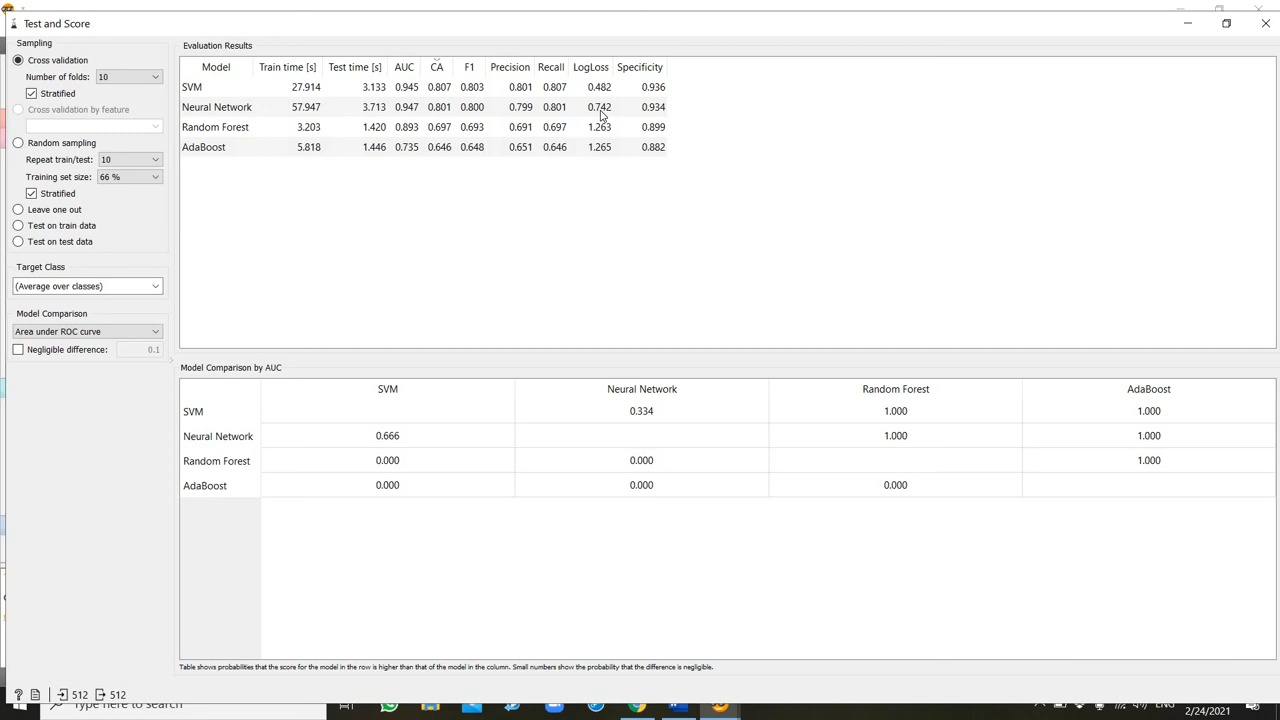 Test and Score
Sampling
Cross validation
Number of folds: 10
Stratified
Cross validation by feature
Random sampling
Repeat train/test: 10
Training set size: 66 %
Stratified
Leave one out
Test on train data
Test on test data
Target Class
(Average over classes)
Model Comparison
Area under ROC curve
Negligible difference: 0.1
Evaluation Results
Model Train time [s] Test time [s] AUC CA F1 Precision Recall LogLoss Specificity
SVM 27.914 3.133 0.945 0.807 0.803 0.801 0.807 0.482 0.936
Neural Network 57.947 3.713 0.947 0.801 0.800 0.799 0.801 0.742 0.934
Random Forest 3.203 1.420 0.893 0.697 0.693 0.691 0.697 1.263 0.899
AdaBoost 5.818 1.446 0.735 0.646 0.648 0.651 0.646 1.265 0.882
Model Comparison by AUC
SVM Neural Network Random Forest AdaBoost
SVM 0.334 1.000 1.000
Neural Network 0.666 1.000 1.000
Random Forest 0.000 0.000 1.000
AdaBoost 0.000 0.000 0.000
Table shows probabilities that the score for the model in the row is higher than that of the model in the column. Small numbers show the probability that the difference is negligible.
? 512 512
Type here to search
ENG
2/24/2021